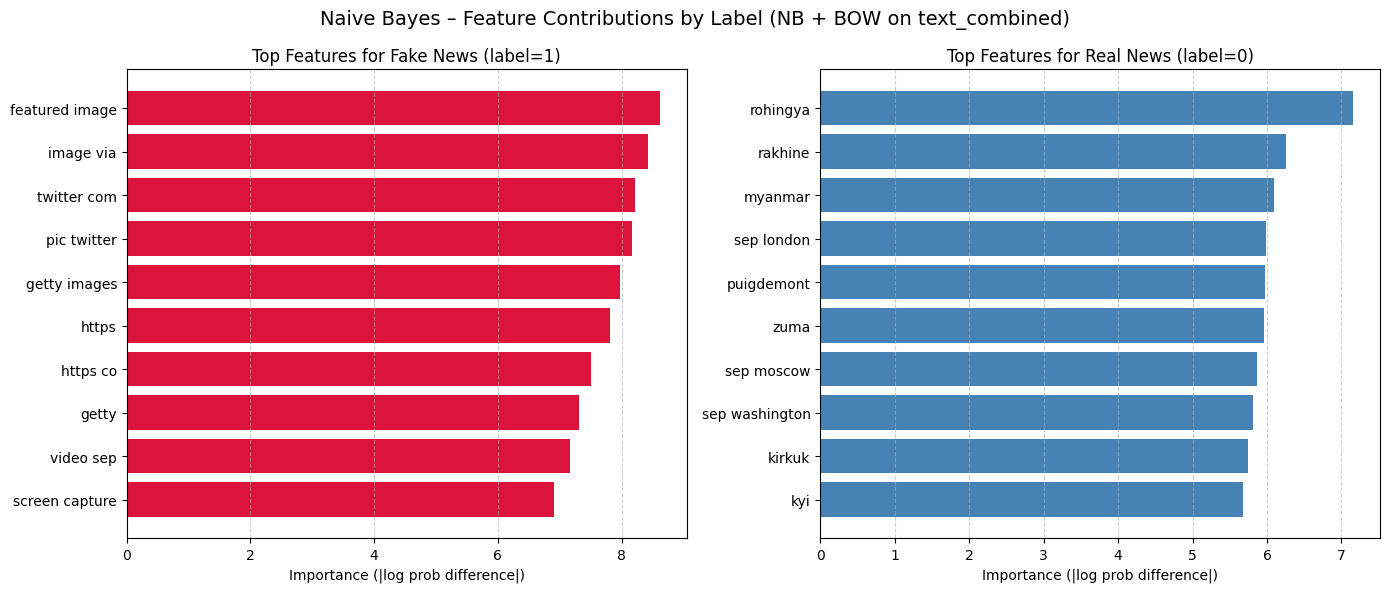 Naive Bayes – Feature Contributions by Label (NB + BOW on text_combined)
Top Features for Fake News (label=1)
featured image
image via
twitter com
pic twitter
getty images
https
https co
getty
video sep
screen capture
0 2 4 6 8
Importance (|log prob difference|)
Top Features for Real News (label=0)
rohingya
rakhine
myanmar
sep london
puigdemont
zuma
sep moscow
sep washington
kirkuk
kyi
0 1 2 3 4 5 6 7
Importance (|log prob difference|)